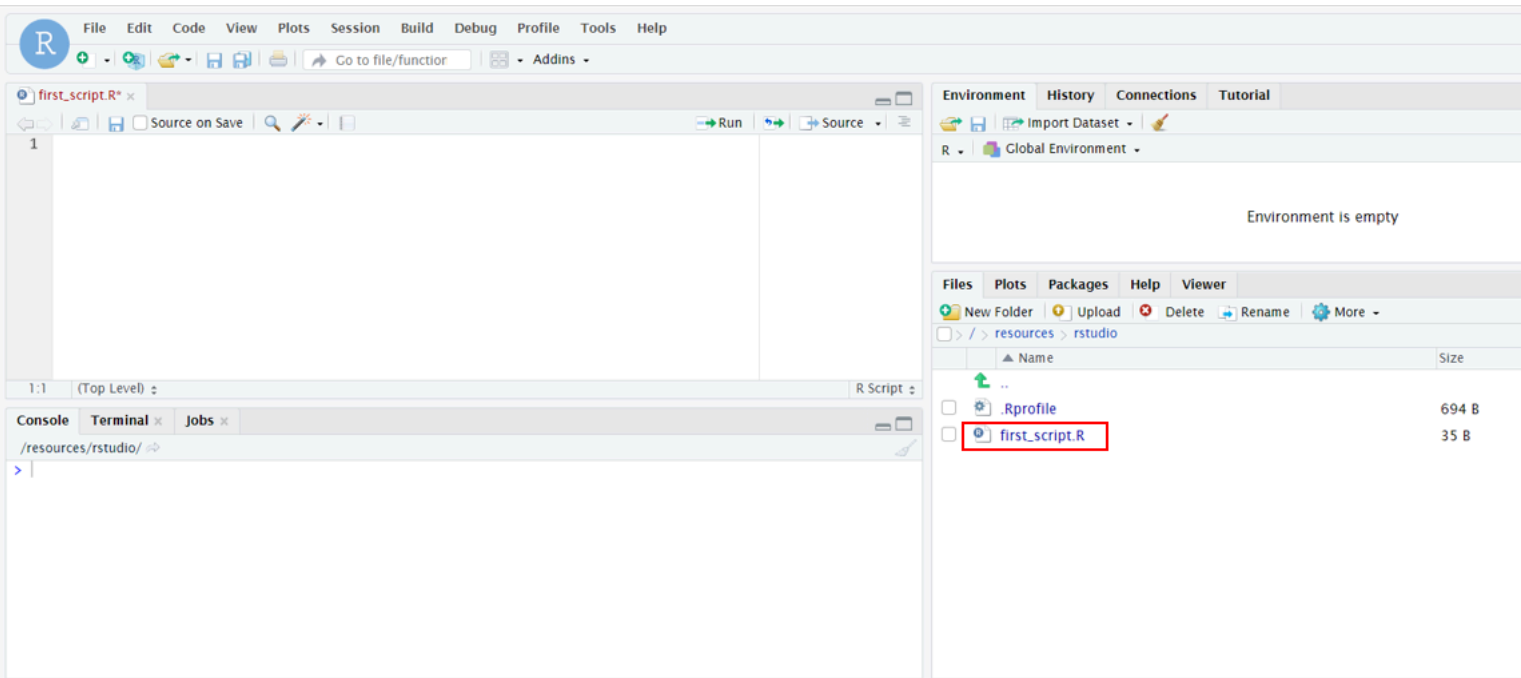 R
File Edit Code View Plots Session Build Debug Profile Tools Help
Go to file/functior Addins
first_script.R*
Source on Save Run Source
1
1:1 (Top Level) R Script
Console Terminal Jobs
/resources/rstudio/
>
Environment History Connections Tutorial
Import Dataset
R Global Environment
Environment is empty
Files Plots Packages Help Viewer
New Folder Upload Delete Rename More
/ > resources > rstudio
Name Size
..
.Rprofile 694 B
first_script.R 35 B